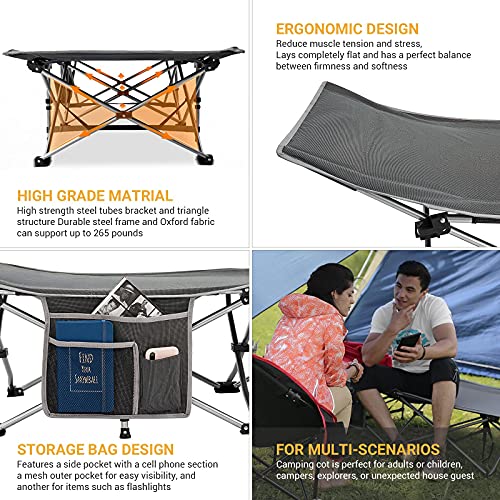 ERGONOMIC DESIGN
Reduce muscle tension and stress,
Lays completely flat and has a perfect balance
between firmness and softness
HIGH GRADE MATRIAL
High strength steel tubes bracket and triangle
structure Durable steel frame and Oxford fabric
can support up to 265 pounds
FIND
YOUR
SNOWBALL
STORAGE BAG DESIGN
Features a side pocket with a cell phone section
a mesh outer pocket for easy visibility, and
another for items such as flashlights
FOR MULTI-SCENARIOS
Camping cot is perfect for adults or children,
campers, explorers, or unexpected house guest